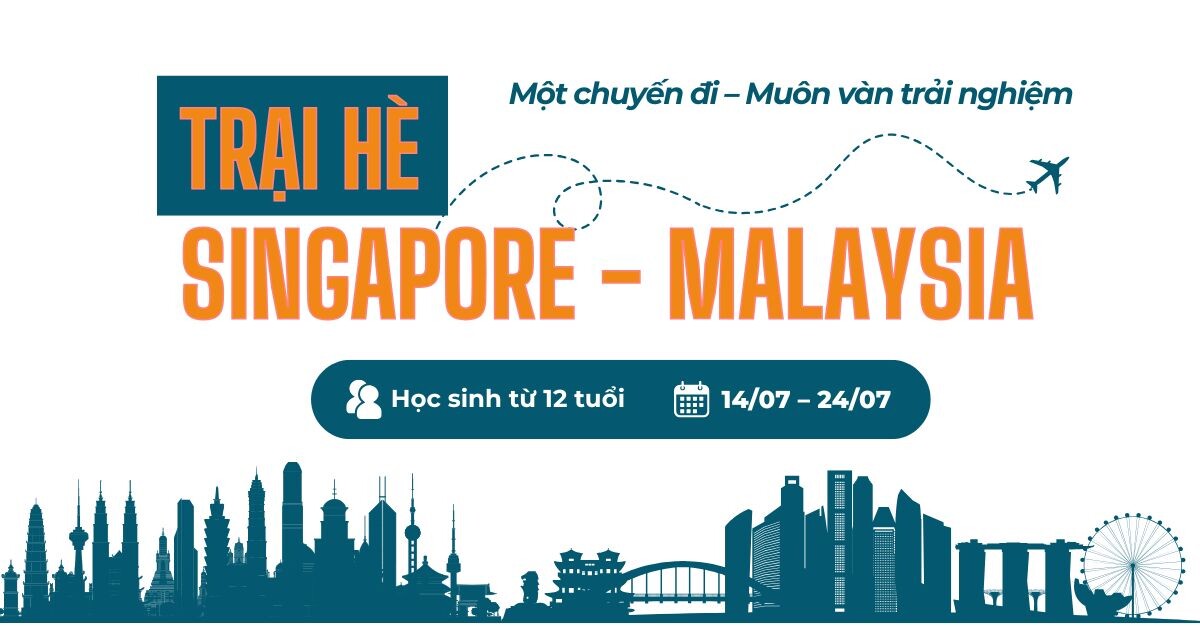 Một chuyến đi – Muôn vàn trải nghiệm
TRẠI HÈ
SINGAPORE – MALAYSIA
Học sinh từ 12 tuổi
14/07 – 24/07